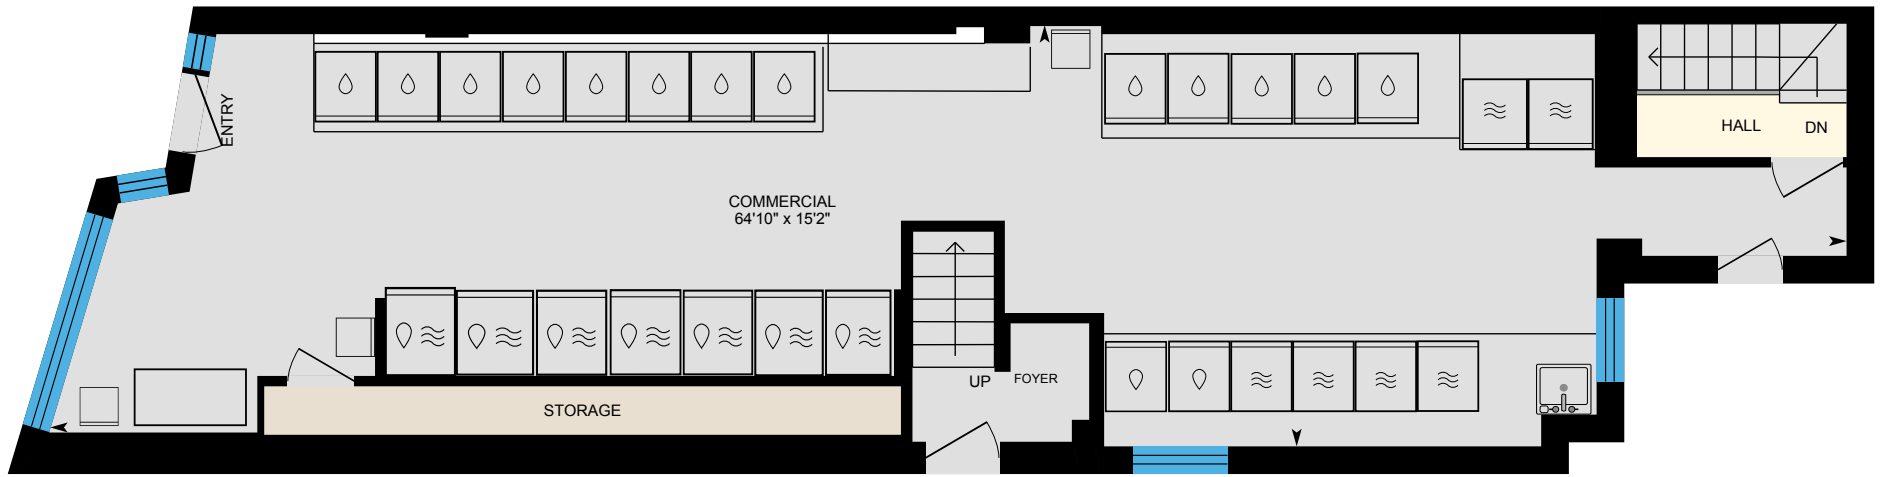 ENTRY
HALL
DN
COMMERCIAL
64'10" x 15'2"
UP
FOYER
STORAGE